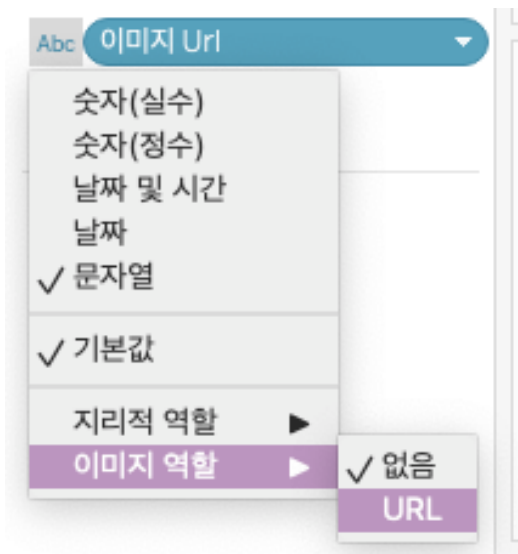 Abc 이미지 Url
숫자(실수)
숫자(정수)
날짜 및 시간
날짜
✓ 문자열
✓ 기본값
지리적 역할 ▶
이미지 역할 ▶
✓ 없음
URL